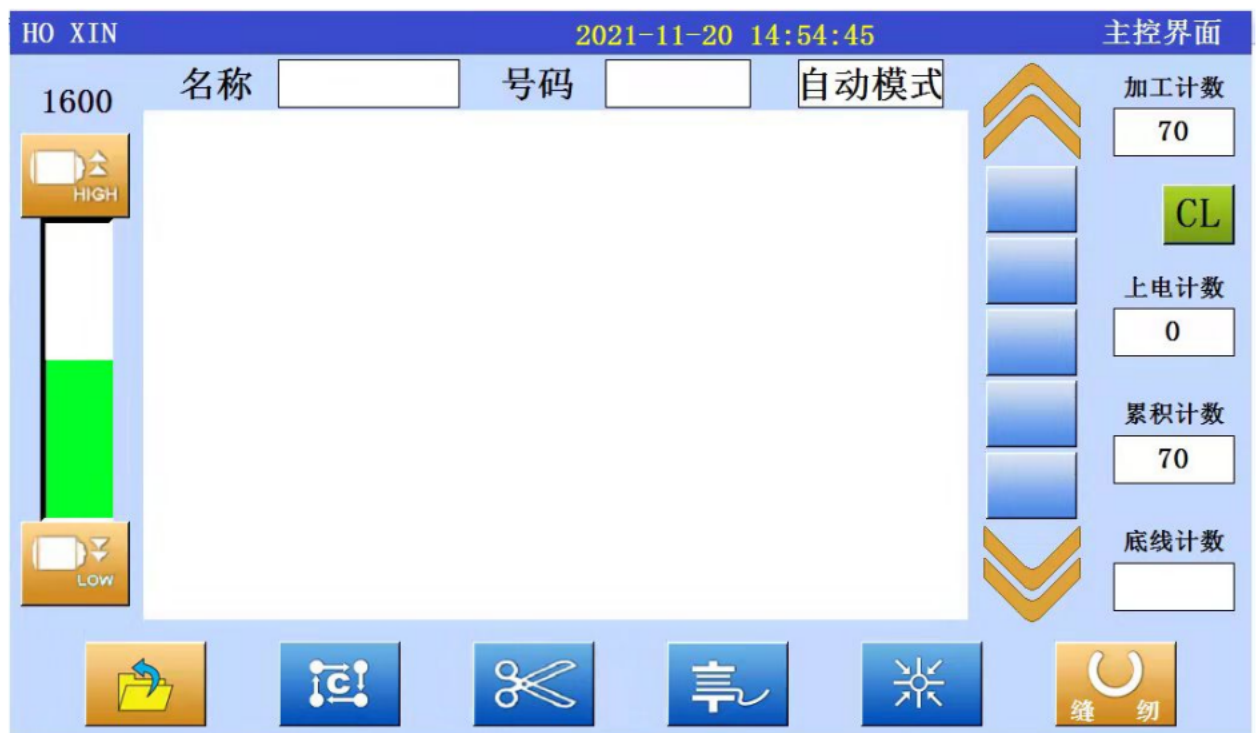 HO XIN 2021-11-20 14:54:45 主控界面
1600 名称 号码 自动模式
加工计数
70
HIGH
CL
上电计数
0
累积计数
70
底线计数
LOW
C
缝 纫